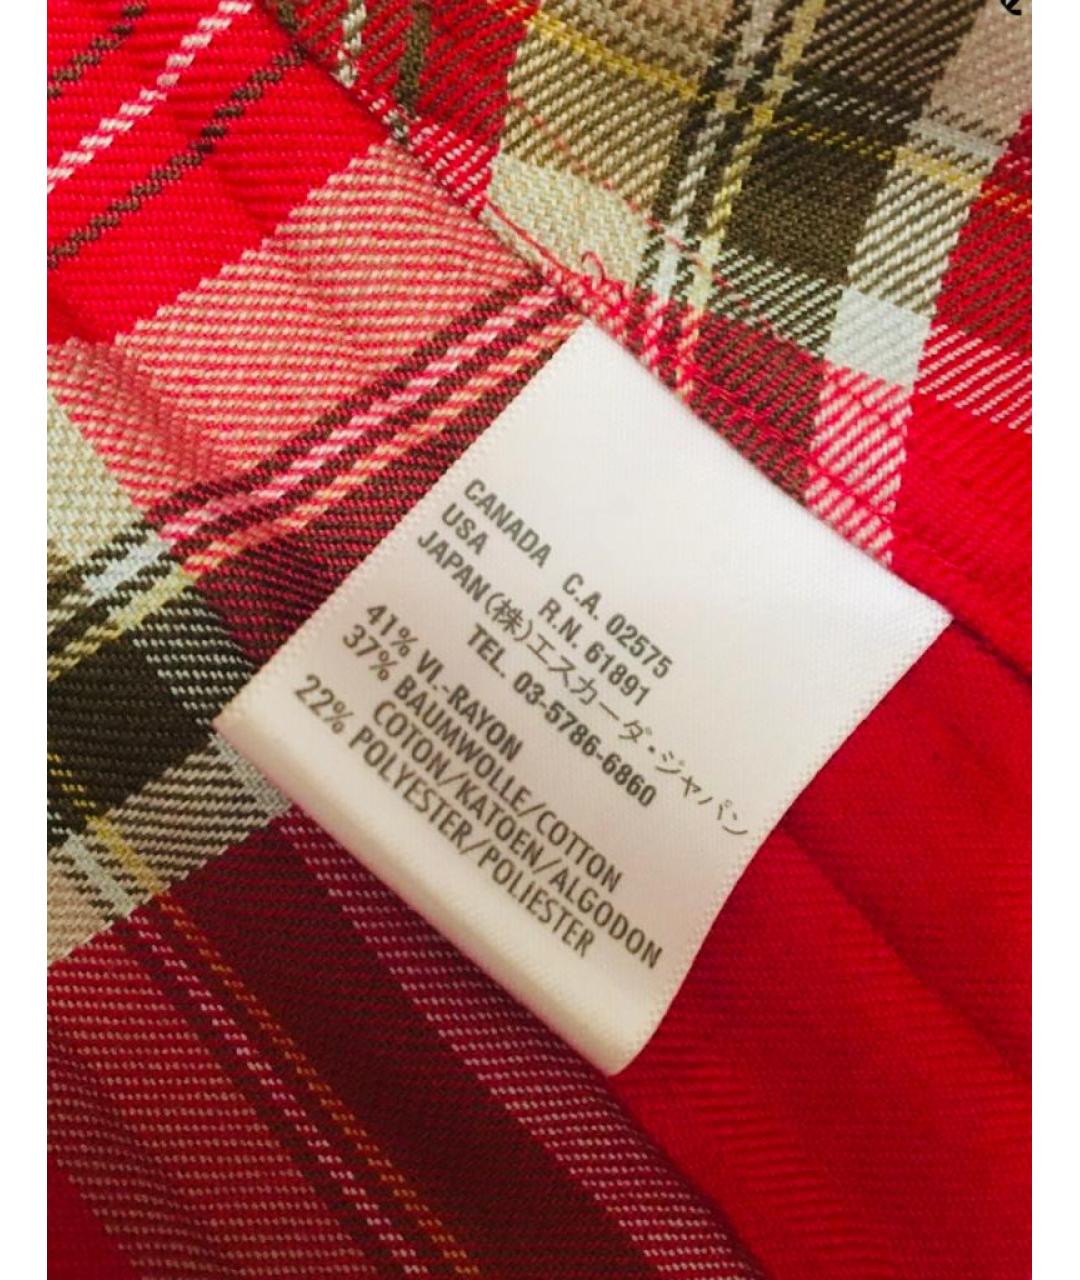 CANADA C.A. 02575
USA R.N. 61891
JAPAN (株)エスカーダ・ジャパン
TEL. 03-5786-6860
41% VI.-RAYON
37% BAUMWOLLE/COTTON
COTON/KATOEN/ALGODON
22% POLYESTER/POLIESTER